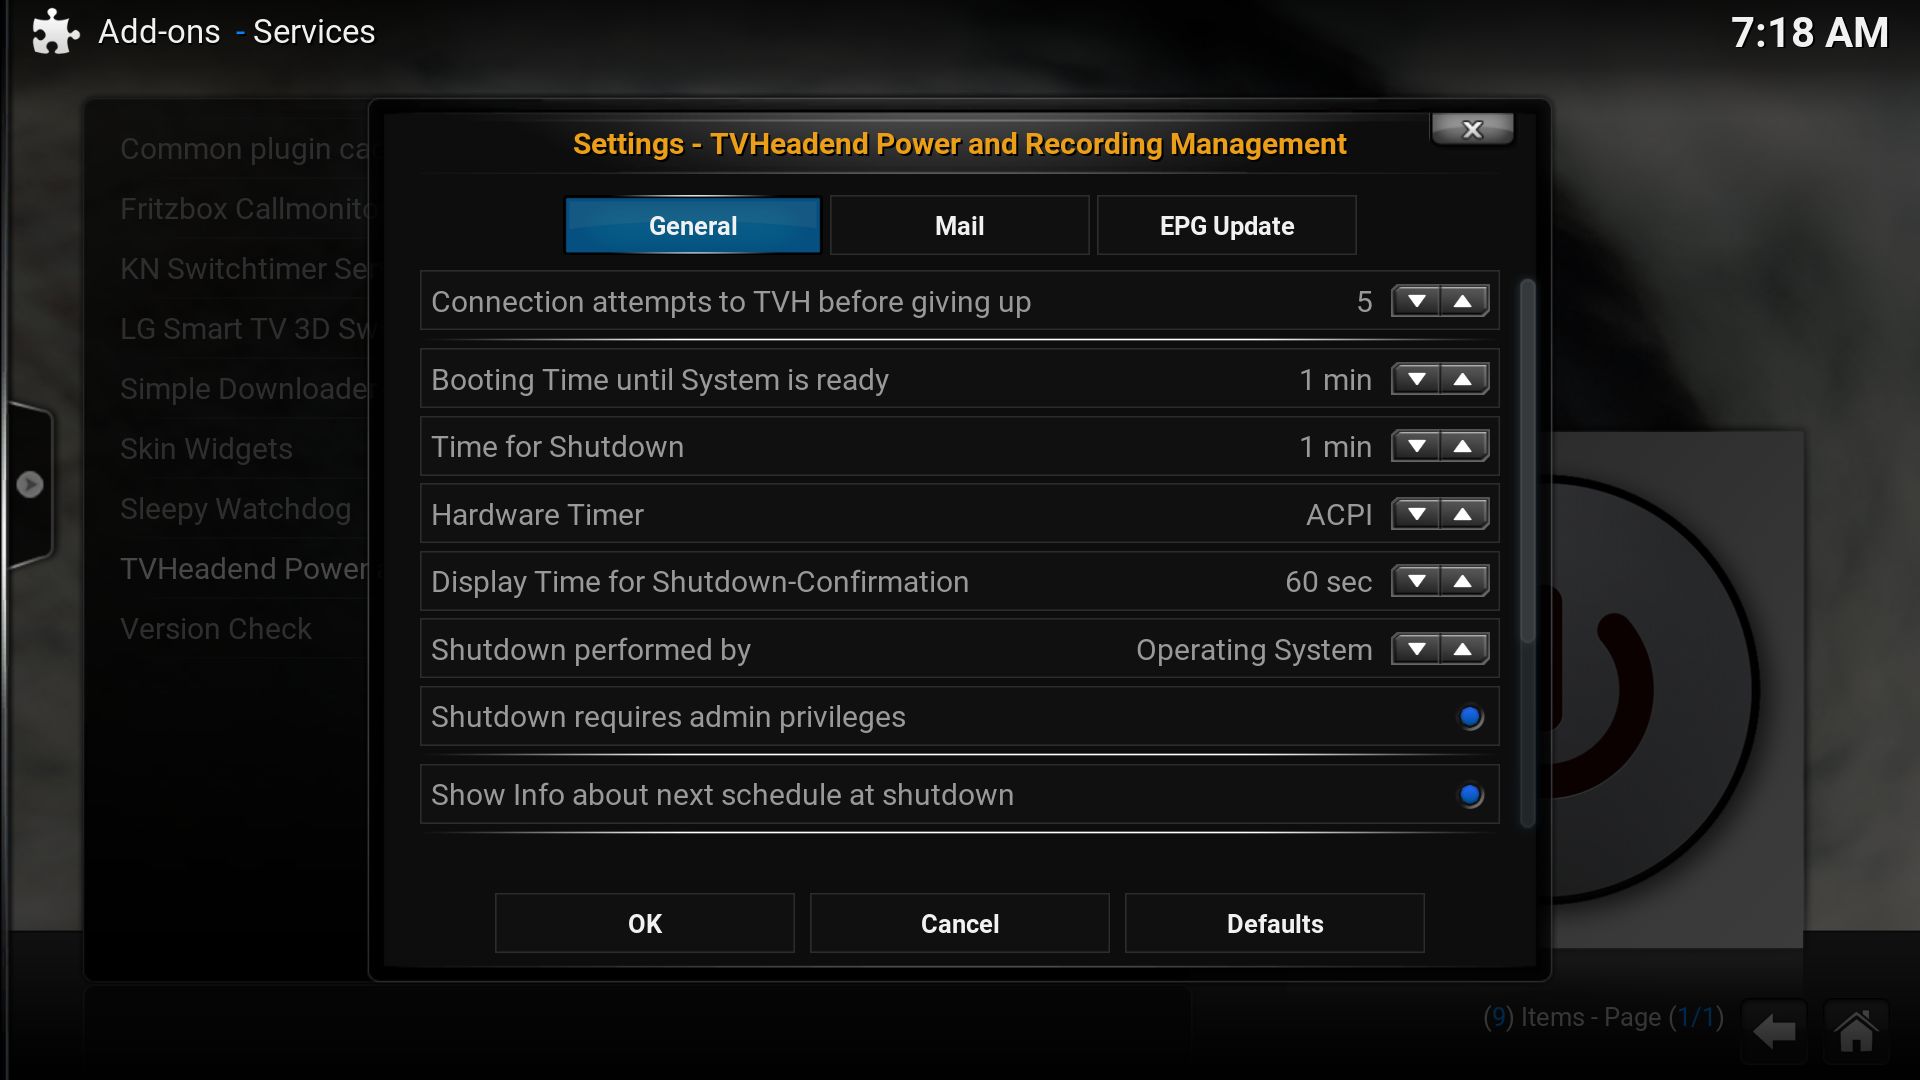 Add-ons - Services
7:18 AM
Common plugin ca
Fritzbox Callmonito
KN Switchtimer Se
LG Smart TV 3D Sw
Simple Downloader
Skin Widgets
Sleepy Watchdog
TVHeadend Power
Version Check
Settings - TVHeadend Power and Recording Management
X
General
Mail
EPG Update
Connection attempts to TVH before giving up 5
Booting Time until System is ready 1 min
Time for Shutdown 1 min
Hardware Timer ACPI
Display Time for Shutdown-Confirmation 60 sec
Shutdown performed by Operating System
Shutdown requires admin privileges
Show Info about next schedule at shutdown
OK
Cancel
Defaults
(9) Items - Page (1/1)